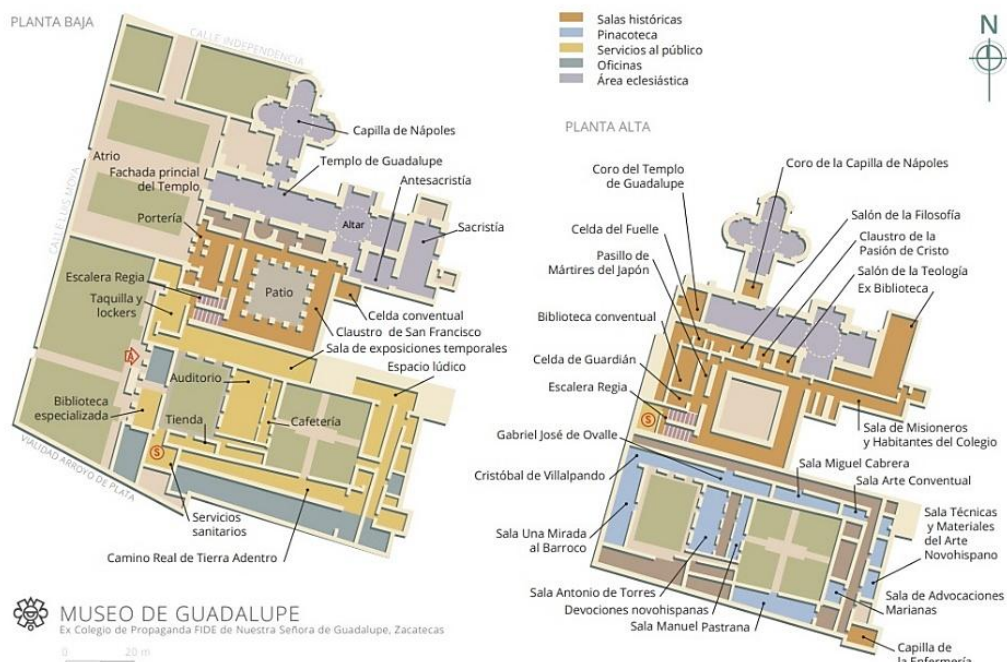 PLANTA BAJA
CALLE INDEPENDENCIA
Capilla de Nápoles
Templo de Guadalupe
Atrio
Fachada princial
del Templo
Antesacristía
CALLE LUIS MOYA
Portería
Altar
Sacristía
Escalera Regia
Patio
Taquilla y
lockers
Celda conventual
Claustro de San Francisco
Sala de exposiciones temporales
Espacio lúdico
A
Auditorio
Biblioteca
especializada
Tienda
Cafetería
S
VIALIDAD ARROYO DE PLATA
Servicios
sanitarios
Camino Real de Tierra Adentro
Salas históricas
Pinacoteca
Servicios al público
Oficinas
Área eclesiástica
N
PLANTA ALTA
Coro del Templo
de Guadalupe
Coro de la Capilla de Nápoles
Celda del Fuelle
Salón de la Filosofía
Pasillo de
Mártires del Japón
Claustro de la
Pasión de Cristo
Salón de la Teología
Ex Biblioteca
Biblioteca conventual
Celda de Guardián
Escalera Regia
S
Gabriel José de Ovalle
Sala de Misioneros
y Habitantes del Colegio
Cristóbal de Villalpando
Sala Miguel Cabrera
Sala Arte Conventual
Sala Una Mirada
al Barroco
Sala Técnicas
y Materiales
del Arte
Novohispano
Sala Antonio de Torres
Devociones novohispanas
Sala Manuel Pastrana
Sala de Advocaciones
Marianas
Capilla de
la Enfermería
MUSEO DE GUADALUPE
Ex Colegio de Propaganda FIDE de Nuestra Señora de Guadalupe, Zacatecas
0 20 m